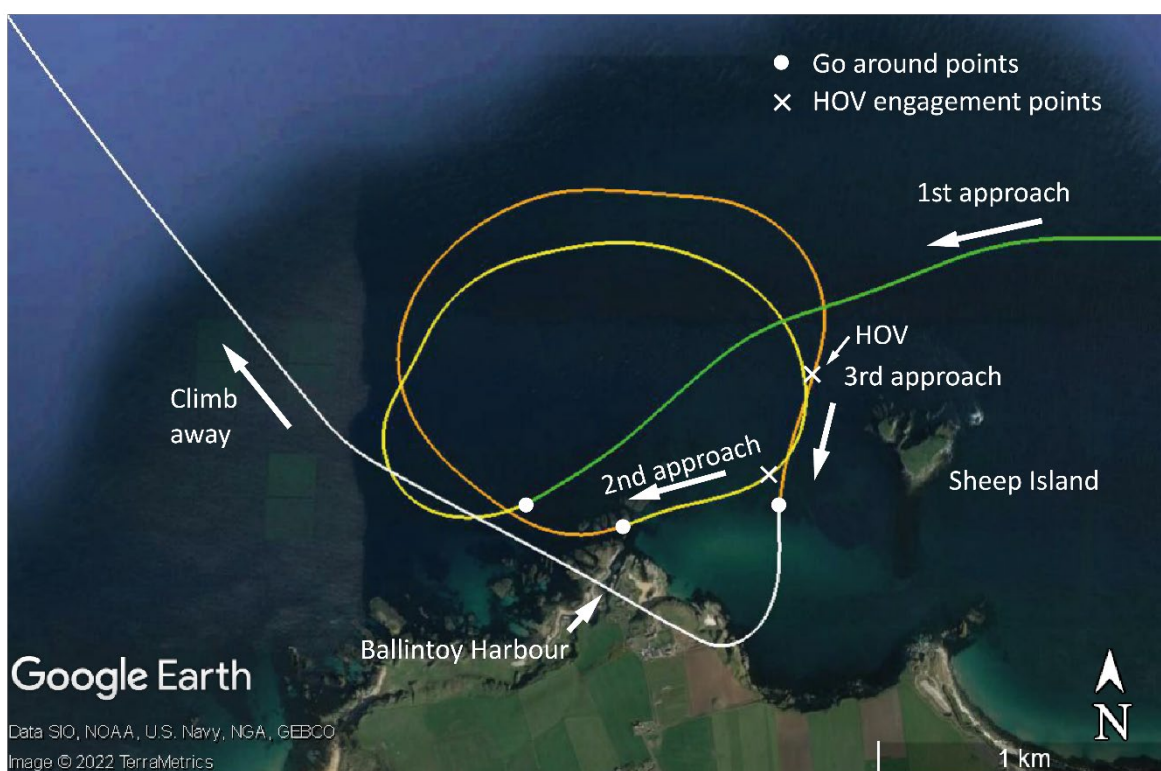 Go around points
HOV engagement points
1st approach
HOV
3rd approach
Climb
away
2nd approach
Sheep Island
Ballintoy Harbour
Google Earth
N
Data SIO, NOAA, U.S. Navy, NGA, GEBCO
Image © 2022 TerraMetrics
1 km